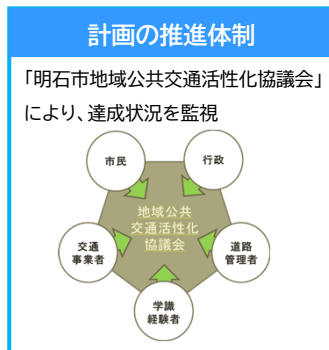 計画の推進体制
「明石市地域公共交通活性化協議会」
により、達成状況を監視
市民
行政
地域公共
交通活性化
協議会
交通
事業者
道路
管理者
学識
経験者